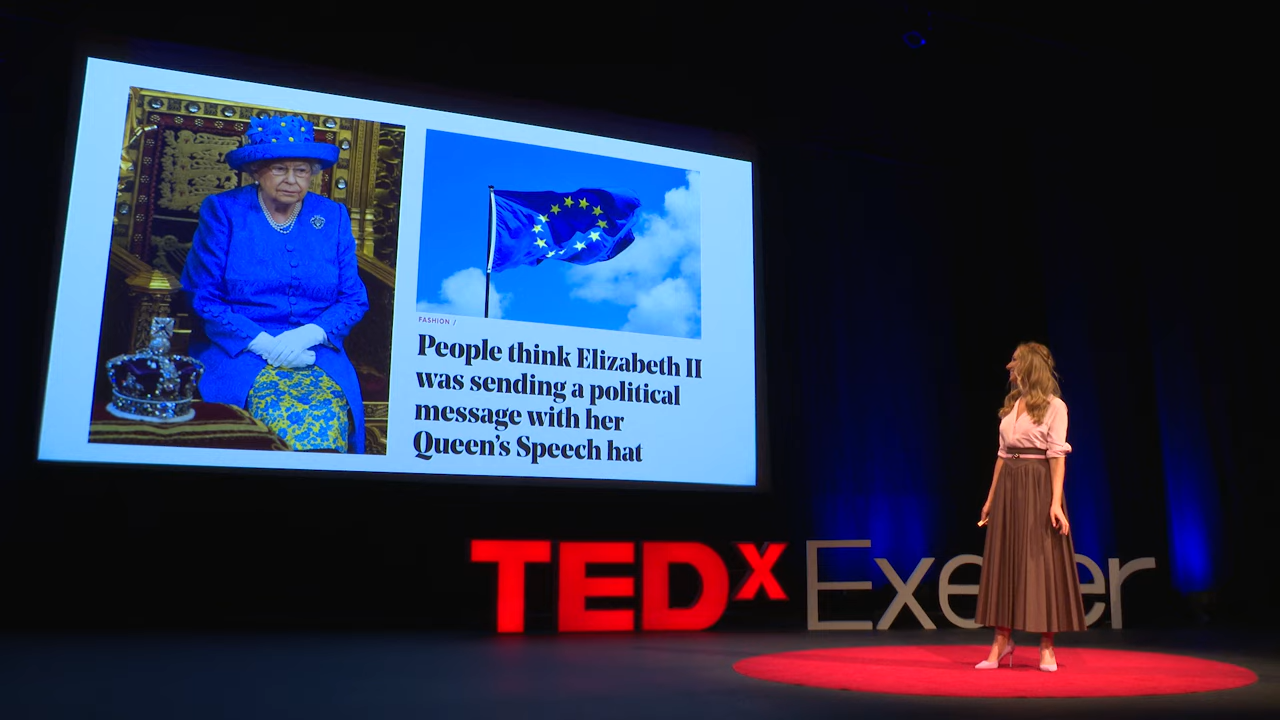 FASHION /
People think Elizabeth II
was sending a political
message with her
Queen's Speech hat
TEDx Exeter